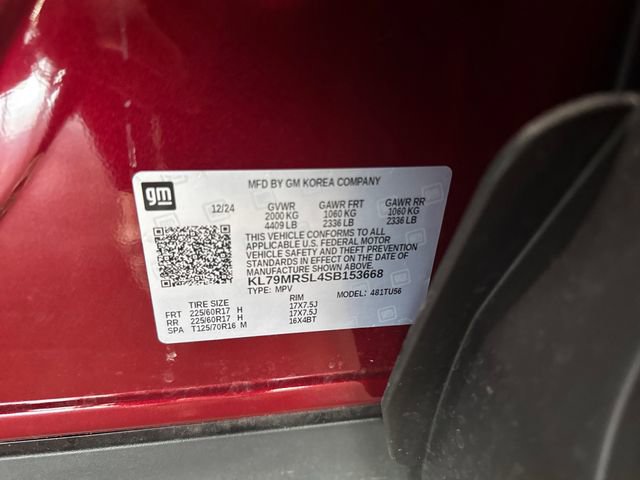 gm
MFD BY GM KOREA COMPANY
12/24 GVWR GAWR FRT GAWR RR
2000 KG 1060 KG 1060 KG
4409 LB 2336 LB 2336 LB
THIS VEHICLE CONFORMS TO ALL
APPLICABLE U.S. FEDERAL MOTOR
VEHICLE SAFETY AND THEFT PREVENTION
STANDARDS IN EFFECT ON THE DATE OF
MANUFACTURE SHOWN ABOVE.
KL79MRSL4SB153668
TYPE: MPV MODEL: 481TU56
TIRE SIZE RIM
FRT 225/60R17 H 17X7.5J
RR 225/60R17 H 17X7.5J
SPA T125/70R16 M 16X4BT